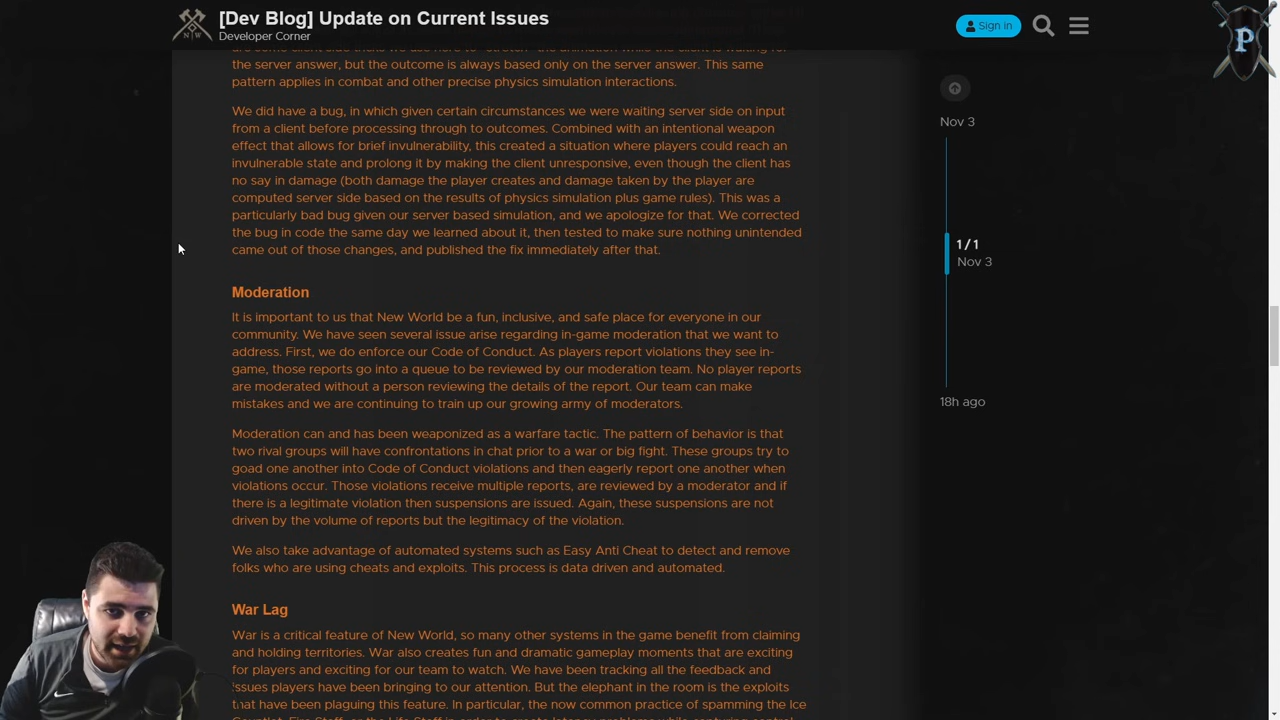 [Dev Blog] Update on Current Issues
Developer Corner
Sign in
the server answer, but the outcome is always based only on the server answer. This same
pattern applies in combat and other precise physics simulation interactions.
We did have a bug, in which given certain circumstances we were waiting server side on input
from a client before processing through to outcomes. Combined with an intentional weapon
effect that allows for brief invulnerability, this created a situation where players could reach an
invulnerable state and prolong it by making the client unresponsive, even though the client has
no say in damage (both damage the player creates and damage taken by the player are
computed server side based on the results of physics simulation plus game rules). This was a
particularly bad bug given our server based simulation, and we apologize for that. We corrected
the bug in code the same day we learned about it, then tested to make sure nothing unintended
came out of those changes, and published the fix immediately after that.
Moderation
It is important to us that New World be a fun, inclusive, and safe place for everyone in our
community. We have seen several issue arise regarding in-game moderation that we want to
address. First, we do enforce our Code of Conduct. As players report violations they see in-
game, those reports go into a queue to be reviewed by our moderation team. No player reports
are moderated without a person reviewing the details of the report. Our team can make
mistakes and we are continuing to train up our growing army of moderators.
Moderation can and has been weaponized as a warfare tactic. The pattern of behavior is that
two rival groups will have confrontations in chat prior to a war or big fight. These groups try to
goad one another into Code of Conduct violations and then eagerly report one another when
violations occur. Those violations receive multiple reports, are reviewed by a moderator and if
there is a legitimate violation then suspensions are issued. Again, these suspensions are not
driven by the volume of reports but the legitimacy of the violation.
We also take advantage of automated systems such as Easy Anti Cheat to detect and remove
folks who are using cheats and exploits. This process is data driven and automated.
War Lag
War is a critical feature of New World, so many other systems in the game benefit from claiming
and holding territories. War also creates fun and dramatic gameplay moments that are exciting
for players and exciting for our team to watch. We have been tracking all the feedback and
issues players have been bringing to our attention. But the elephant in the room is the exploits
that have been plaguing this feature. In particular, the now common practice of spamming the Ice
Nov 3
1 / 1
Nov 3
18h ago
N W
P